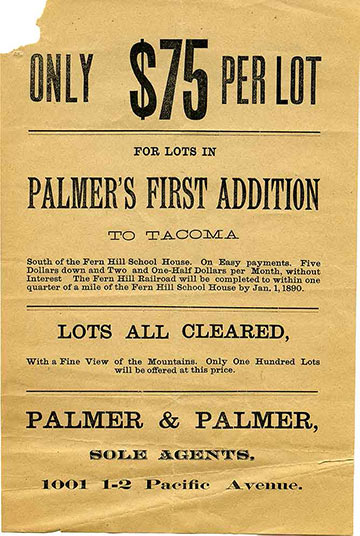 ONLY $75 PER LOT
FOR LOTS IN
PALMER'S FIRST ADDITION
TO TACOMA
South of the Fern Hill School House. On Easy payments. Five
Dollars down and Two and One-Half Dollars per Month, without
Interest The Fern Hill Railroad will be completed to within one
quarter of a mile of the Fern Hill School House by Jan. 1, 1890.
LOTS ALL CLEARED,
With a Fine View of the Mountains. Only One Hundred Lots
will be offered at this price.
PALMER & PALMER,
SOLE AGENTS.
1001 1-2 Pacific Avenue.